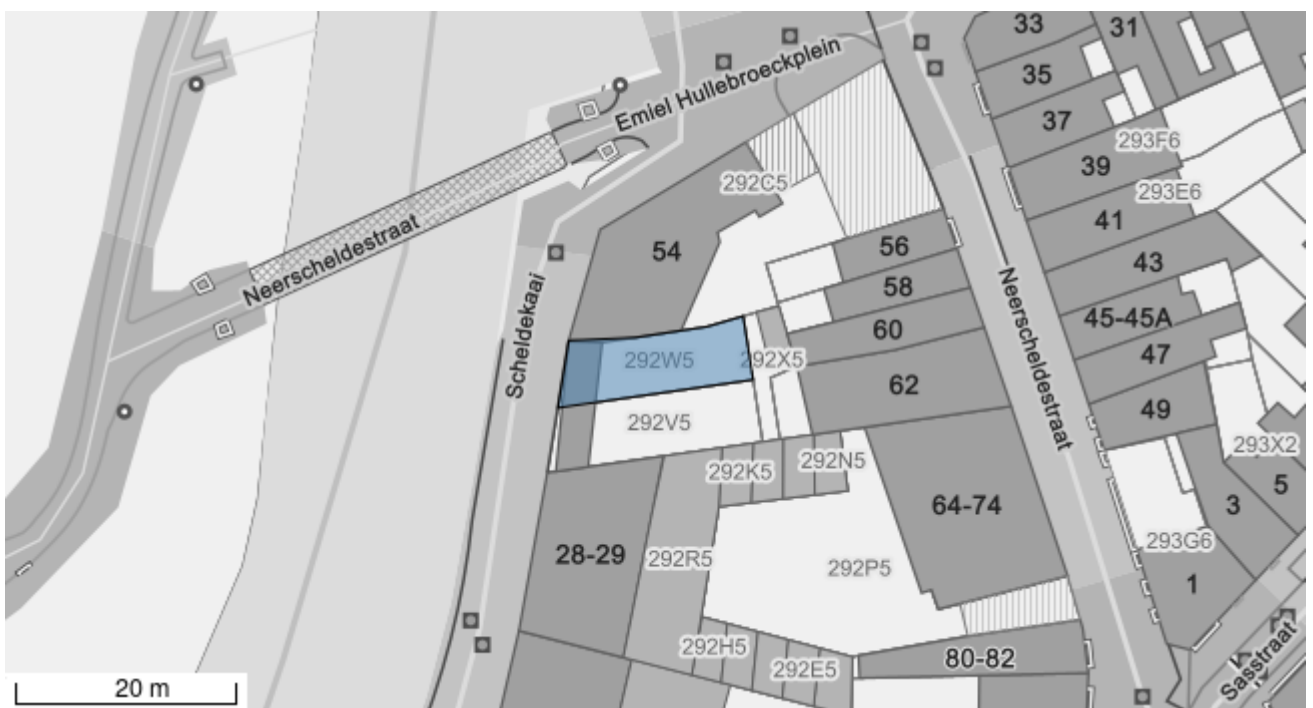 33
31
35
37
Emiel Hullebroeckplein
39
293F6
292C5
293E6
41
Neerscheldestraat
54
56
43
58
Neerscheldestraat
45-45A
Scheldekaai
60
292W5
292X5
47
62
49
292V5
293X2
292K5
292N5
5
64-74
3
28-29
292R5
292P5
293G6
1
292H5
292E5
80-82
Sasstraat
20 m